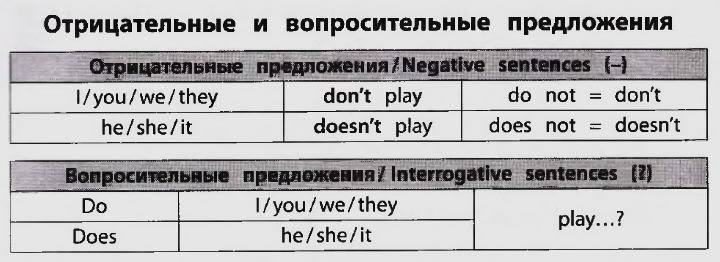 Отрицательные и вопросительные предложения
Отрицательные предложения/Negative sentences (–)
I/you/we/they don't play do not = don't
he/she/it doesn't play does not = doesn't
Вопросительные предложения/Interrogative sentences (?)
Do I/you/we/they play...?
Does he/she/it